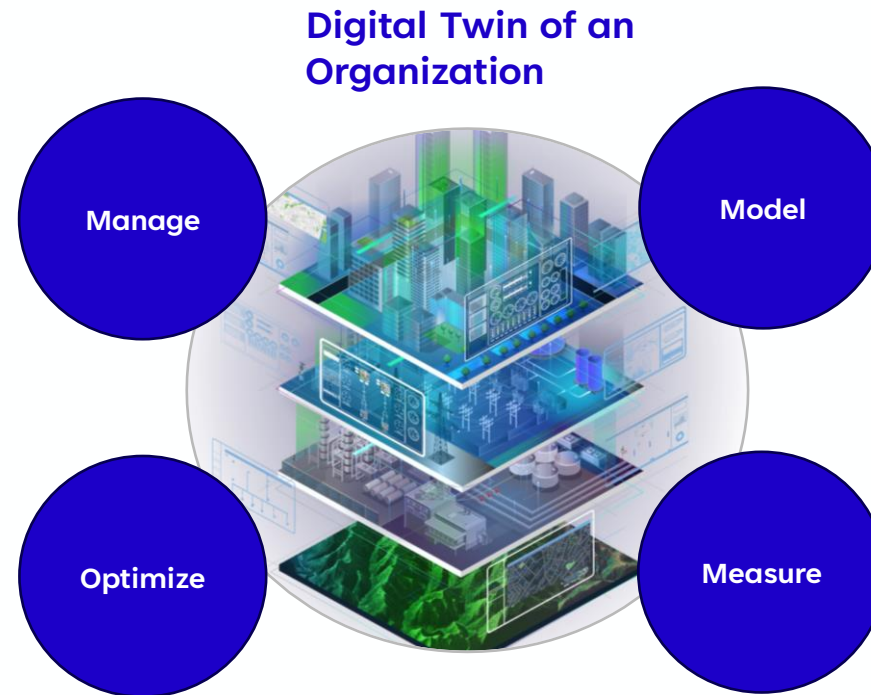 Digital Twin of an
Organization
Manage
Model
Optimize
Measure